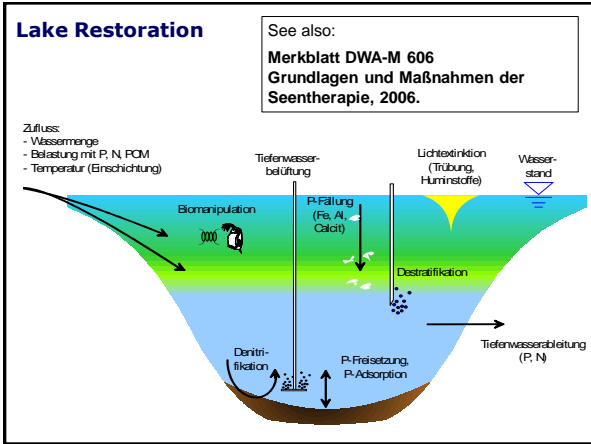 Lake Restoration
See also:
Merkblatt DWA-M 606
Grundlagen und Maßnahmen der
Seentherapie, 2006.
Zufluss:
- Wassermenge
- Belastung mit P, N, POM
- Temperatur (Einschichtung)
Tiefenwasser-
belüftung
Lichtextinktion
(Trübung,
Huminstoffe)
Wasser-
stand
Biomanipulation
P-Fällung
(Fe, Al,
Calcit)
Destratifikation
Tiefenwasserableitung
(P, N)
Denitri-
fikation
P-Freisetzung,
P-Adsorption